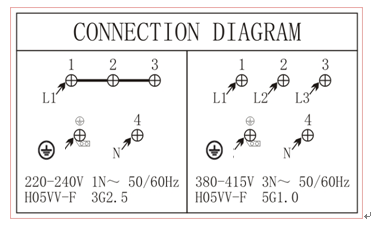 CONNECTION DIAGRAM
1 2 3
L1
4
N
220-240V 1N~ 50/60Hz
H05VV-F 3G2.5
1 2 3
L1 L2 L3
4
N
380-415V 3N~ 50/60Hz
H05VV-F 5G1.0